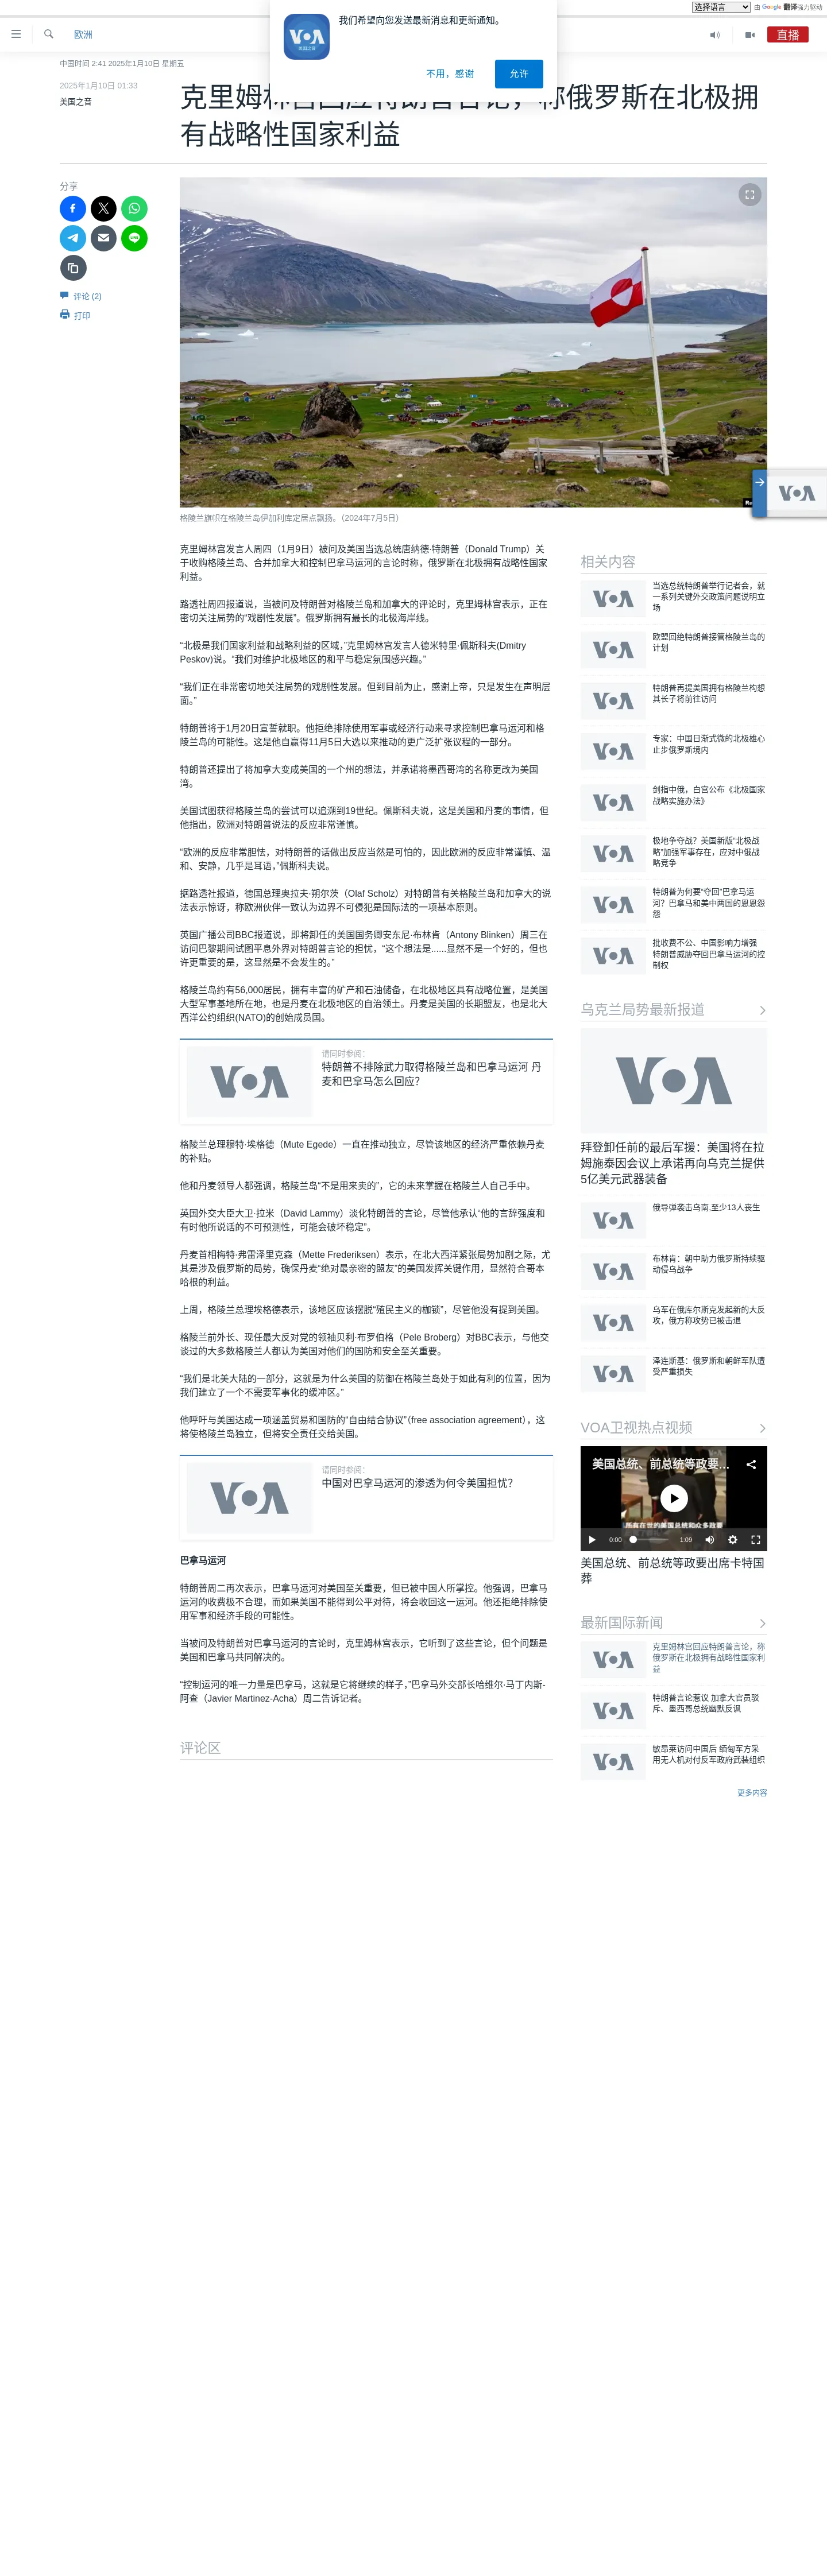 选择语言
由 Google 翻译强力驱动
欧洲
直播
VOA
美国之音
我们希望向您发送最新消息和更新通知。
不用，感谢
允许
中国时间 2:41 2025年1月10日 星期五
2025年1月10日 01:33
美国之音
称俄罗斯在北极拥
有战略性国家利益
分享
评论 (2)
打印
格陵兰旗帜在格陵兰岛伊加利库定居点飘扬。（2024年7月5日）
克里姆林宫发言人周四（1月9日）被问及美国当选总统唐纳德·特朗普（Donald Trump）关
于收购格陵兰岛、合并加拿大和控制巴拿马运河的言论时称，俄罗斯在北极拥有战略性国家
利益。
路透社周四报道说，当被问及特朗普对格陵兰岛和加拿大的评论时，克里姆林宫表示，正在
密切关注局势的“戏剧性发展”。俄罗斯拥有最长的北极海岸线。
“北极是我们国家利益和战略利益的区域，”克里姆林宫发言人德米特里·佩斯科夫(Dmitry
Peskov)说。“我们对维护北极地区的和平与稳定氛围感兴趣。”
“我们正在非常密切地关注局势的戏剧性发展。但到目前为止，感谢上帝，只是发生在声明层
面。”
特朗普将于1月20日宣誓就职。他拒绝排除使用军事或经济行动来寻求控制巴拿马运河和格
陵兰岛的可能性。这是他自赢得11月5日大选以来推动的更广泛扩张议程的一部分。
特朗普还提出了将加拿大变成美国的一个州的想法，并承诺将墨西哥湾的名称更改为美国
湾。
美国试图获得格陵兰岛的尝试可以追溯到19世纪。佩斯科夫说，这是美国和丹麦的事情，但
他指出，欧洲对特朗普说法的反应非常谨慎。
“欧洲的反应非常胆怯，对特朗普的话做出反应当然是可怕的，因此欧洲的反应非常谨慎、温
和、安静，几乎是耳语，”佩斯科夫说。
据路透社报道，德国总理奥拉夫·朔尔茨（Olaf Scholz）对特朗普有关格陵兰岛和加拿大的说
法表示惊讶，称欧洲伙伴一致认为边界不可侵犯是国际法的一项基本原则。
英国广播公司BBC报道说，即将卸任的美国国务卿安东尼·布林肯（Antony Blinken）周三在
访问巴黎期间试图平息外界对特朗普言论的担忧，“这个想法是......显然不是一个好的，但也
许更重要的是，这显然是不会发生的。”
格陵兰岛约有56,000居民，拥有丰富的矿产和石油储备，在北极地区具有战略位置，是美国
大型军事基地所在地，也是丹麦在北极地区的自治领土。丹麦是美国的长期盟友，也是北大
西洋公约组织(NATO)的创始成员国。
VOA
请同时参阅：
特朗普不排除武力取得格陵兰岛和巴拿马运河 丹
麦和巴拿马怎么回应？
格陵兰总理穆特·埃格德（Mute Egede）一直在推动独立，尽管该地区的经济严重依赖丹麦
的补贴。
他和丹麦领导人都强调，格陵兰岛“不是用来卖的”，它的未来掌握在格陵兰人自己手中。
英国外交大臣大卫·拉米（David Lammy）淡化特朗普的言论，尽管他承认“他的言辞强度和
有时他所说话的不可预测性，可能会破坏稳定”。
丹麦首相梅特·弗雷泽里克森（Mette Frederiksen）表示，在北大西洋紧张局势加剧之际，尤
其是涉及俄罗斯的局势，确保丹麦“绝对最亲密的盟友”的美国发挥关键作用，显然符合哥本
哈根的利益。
上周，格陵兰总理埃格德表示，该地区应该摆脱“殖民主义的枷锁”，尽管他没有提到美国。
格陵兰前外长、现任最大反对党的领袖贝利·布罗伯格（Pele Broberg）对BBC表示，与他交
谈过的大多数格陵兰人都认为美国对他们的国防和安全至关重要。
“我们是北美大陆的一部分，这就是为什么美国的防御在格陵兰岛处于如此有利的位置，因为
我们建立了一个不需要军事化的缓冲区。”
他呼吁与美国达成一项涵盖贸易和国防的“自由结合协议”（free association agreement），这
将使格陵兰岛独立，但将安全责任交给美国。
VOA
请同时参阅：
中国对巴拿马运河的渗透为何令美国担忧？
巴拿马运河
特朗普周二再次表示，巴拿马运河对美国至关重要，但已被中国人所掌控。他强调，巴拿马
运河的收费极不合理，而如果美国不能得到公平对待，将会收回这一运河。他还拒绝排除使
用军事和经济手段的可能性。
当被问及特朗普对巴拿马运河的言论时，克里姆林宫表示，它听到了这些言论，但个问题是
美国和巴拿马共同解决的。
“控制运河的唯一力量是巴拿马，这就是它将继续的样子，”巴拿马外交部长哈维尔·马丁内斯-
阿查（Javier Martinez-Acha）周二告诉记者。
评论区
VOA
相关内容
VOA
当选总统特朗普举行记者会，就
一系列关键外交政策问题说明立
场
VOA
欧盟回绝特朗普接管格陵兰岛的
计划
VOA
特朗普再提美国拥有格陵兰构想
其长子将前往访问
VOA
专家：中国日渐式微的北极雄心
止步俄罗斯境内
VOA
剑指中俄，白宫公布《北极国家
战略实施办法》
VOA
极地争夺战？美国新版“北极战
略”加强军事存在，应对中俄战
略竞争
VOA
特朗普为何要“夺回”巴拿马运
河？巴拿马和美中两国的恩恩怨
怨
VOA
批收费不公、中国影响力增强
特朗普威胁夺回巴拿马运河的控
制权
乌克兰局势最新报道
VOA
拜登卸任前的最后军援：美国将在拉
姆施泰因会议上承诺再向乌克兰提供
5亿美元武器装备
VOA
俄导弹袭击乌南,至少13人丧生
VOA
布林肯：朝中助力俄罗斯持续驱
动侵乌战争
VOA
乌军在俄库尔斯克发起新的大反
攻，俄方称攻势已被击退
VOA
泽连斯基：俄罗斯和朝鲜军队遭
受严重损失
VOA卫视热点视频
美国总统、前总统等政要...
所有在世的美国总统和众多政要
0:00
1:09
美国总统、前总统等政要出席卡特国
葬
最新国际新闻
VOA
克里姆林宫回应特朗普言论，称
俄罗斯在北极拥有战略性国家利
益
VOA
特朗普言论惹议 加拿大官员驳
斥、墨西哥总统幽默反讽
VOA
敏昂莱访问中国后 缅甸军方采
用无人机对付反军政府武装组织
更多内容